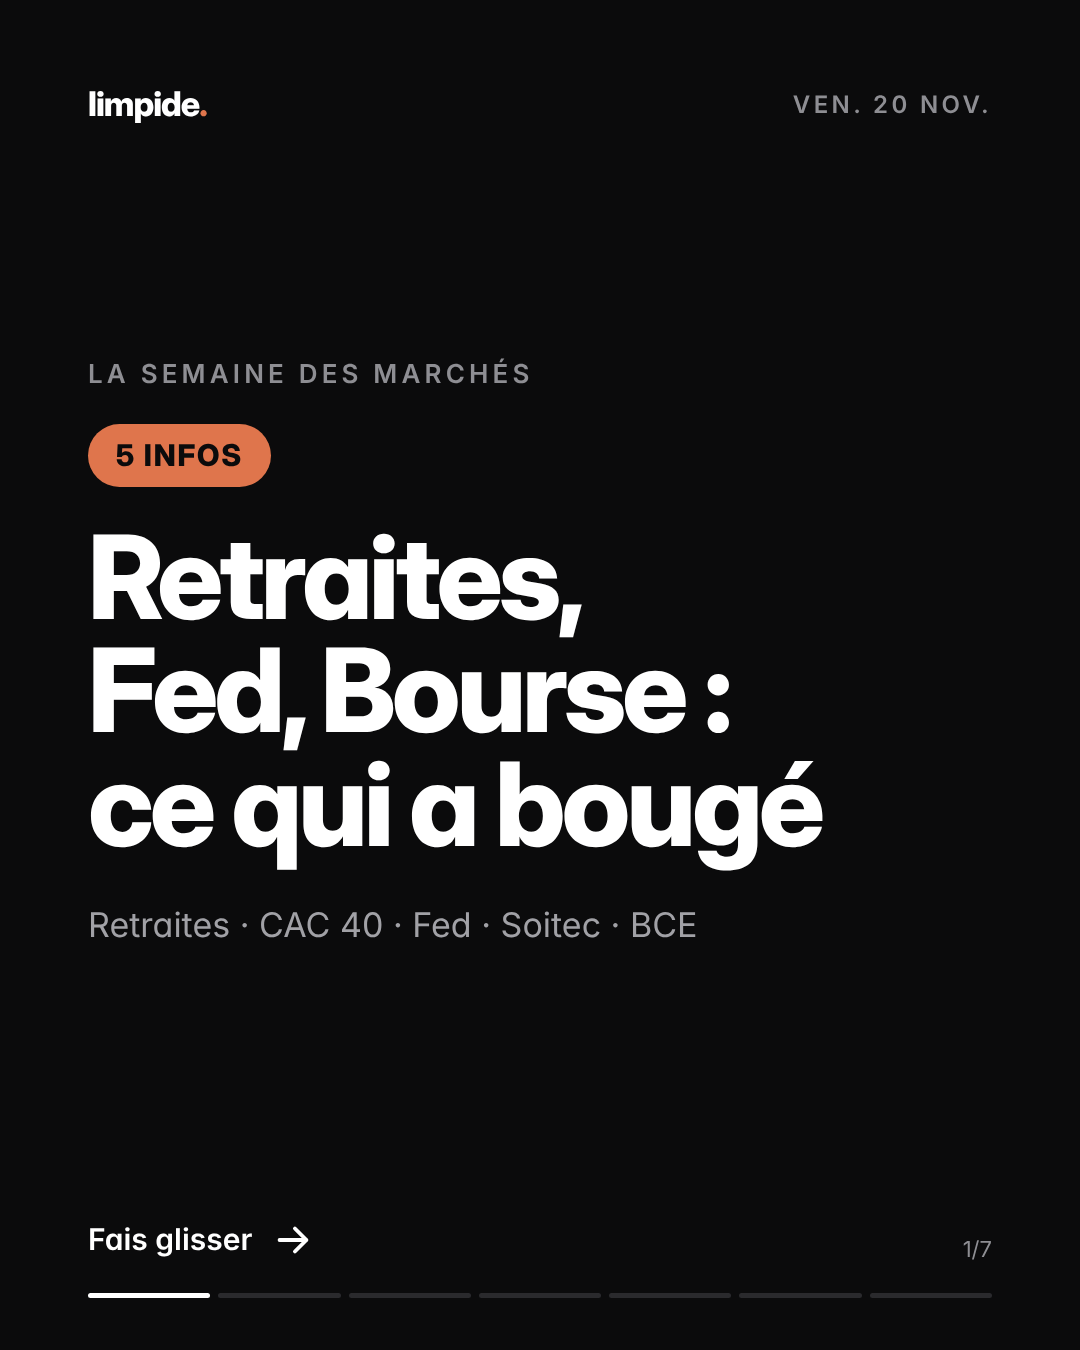 limpide.
VEN. 20 NOV.
LA SEMAINE DES MARCHÉS
5 INFOS
Retraites,
Fed, Bourse :
ce qui a bougé
Retraites · CAC 40 · Fed · Soitec · BCE
Fais glisser →
1/7